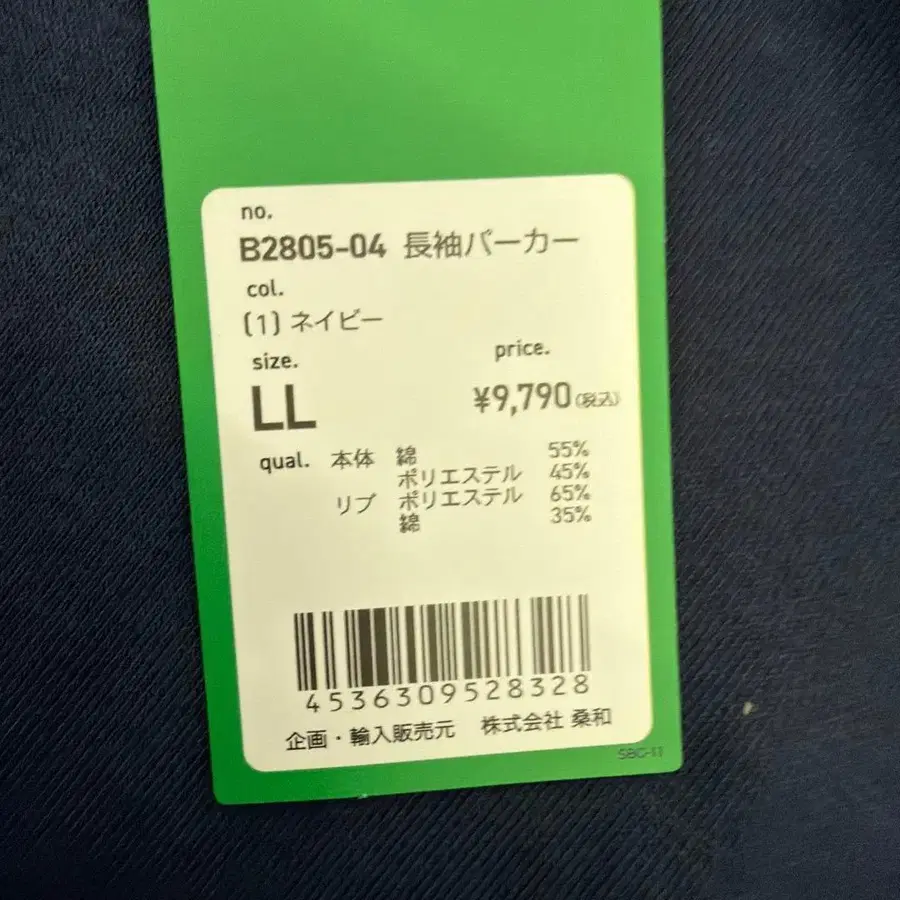 no.
B2805-04 長袖パーカー
col.
(1) ネイビー
size.
price.
LL
¥9,790(税込)
qual. 本体 綿 55%
ポリエステル 45%
リブ ポリエステル 65%
綿 35%
4536309528328
企画・輸入販売元 株式会社 桑和